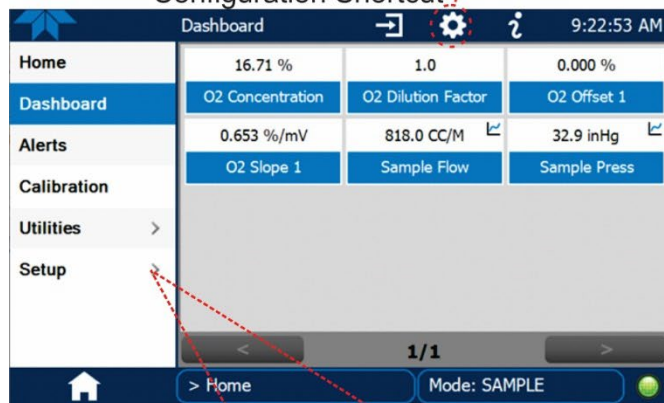 Configuration Shortcut
Dashboard
9:22:53 AM
Home
Dashboard
Alerts
Calibration
Utilities >
Setup >
16.71 %
1.0
0.000 %
O2 Concentration
O2 Dilution Factor
O2 Offset 1
0.653 %/mV
818.0 CC/M
32.9 inHg
O2 Slope 1
Sample Flow
Sample Press
<
1/1
>
> Home
Mode: SAMPLE